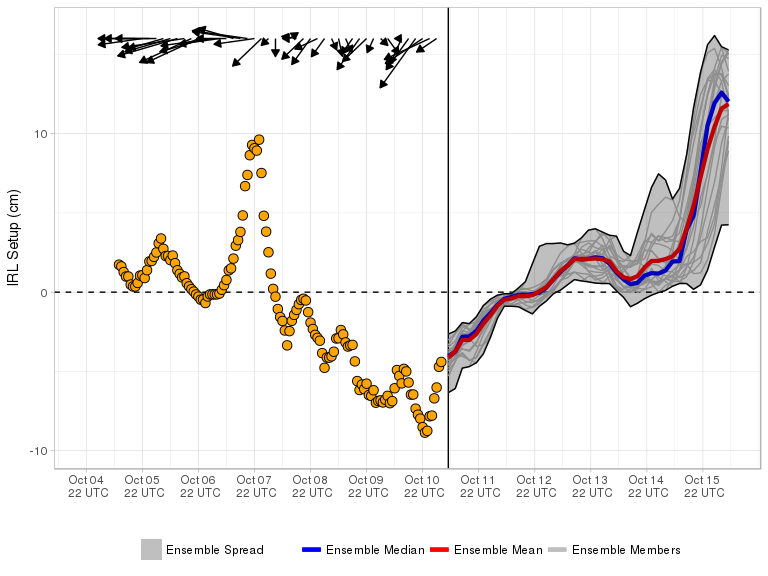 IRL Setup (cm)
10
0
-10
Oct 04 Oct 05 Oct 06 Oct 07 Oct 08 Oct 09 Oct 10 Oct 11 Oct 12 Oct 13 Oct 14 Oct 15
22 UTC 22 UTC 22 UTC 22 UTC 22 UTC 22 UTC 22 UTC 22 UTC 22 UTC 22 UTC 22 UTC 22 UTC
Ensemble Spread Ensemble Median Ensemble Mean Ensemble Members